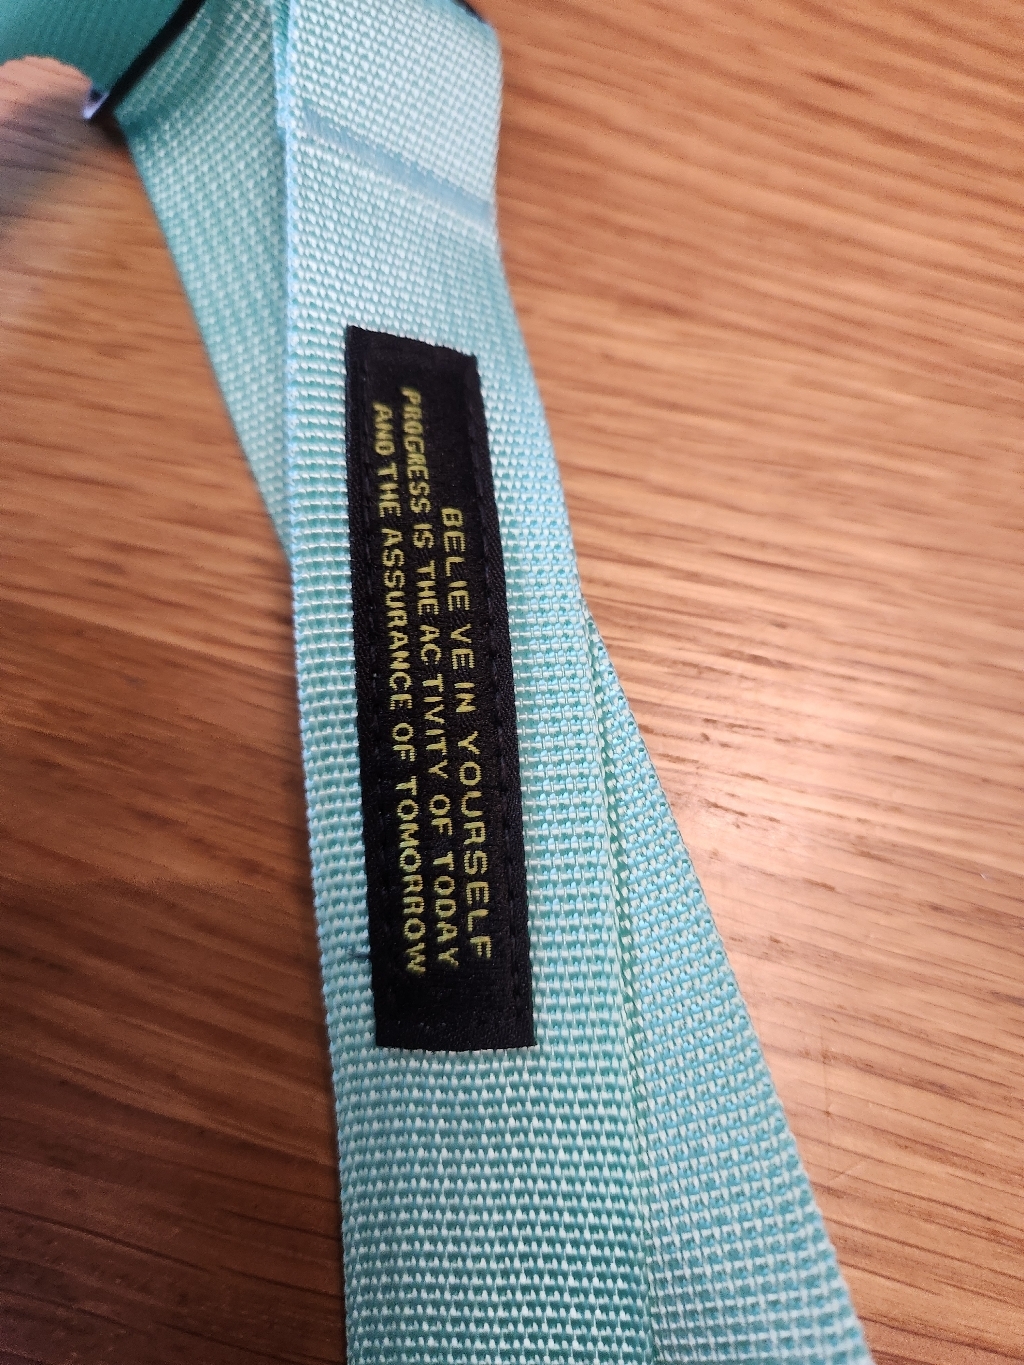 BELIEVE IN YOURSELF
PROGRESS IS THE ACTIVITY OF TODAY
AND THE ASSURANCE OF TOMORROW